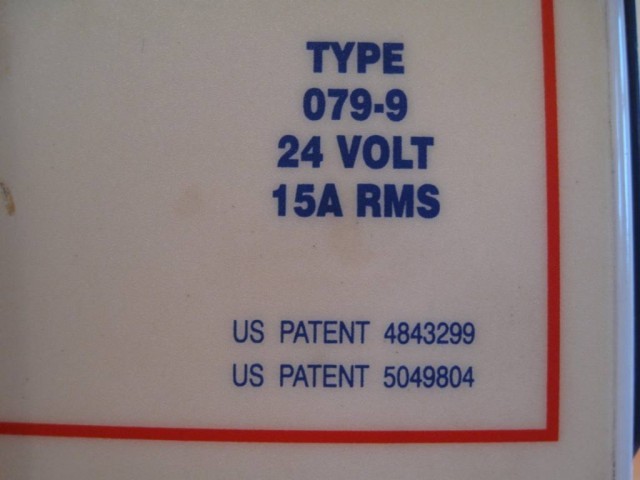 TYPE
079-9
24 VOLT
15A RMS
US PATENT 4843299
US PATENT 5049804